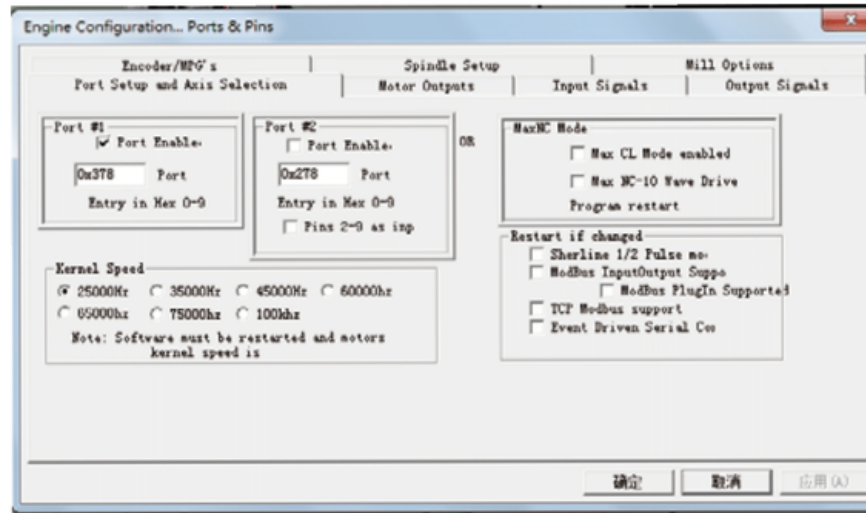 Engine Configuration... Ports & Pins
Encoder/MPG's Spindle Setup Mill Options
Port Setup and Axis Selection Motor Outputs Input Signals Output Signals
Port #1
Port Enable.
0x378 Port
Entry in Hex 0-9
Port #2
Port Enable.
0x278 Port
Entry in Hex 0-9
Pins 2-9 as inp
OR
MaxNC Mode
Max CL Mode enabled
Max NC-10 Wave Drive
Program restart
Restart if changed
Sherline 1/2 Pulse mo
ModBus InputOutput Suppo
ModBus PlugIn Supported
TCP Modbus support
Event Driven Serial Con
Kernel Speed
25000Hz 35000Hz 45000Hz 60000hz
65000hz 75000hz 100khz
Note: Software must be restarted and motors
kernel speed is
确定 取消 应用(A)